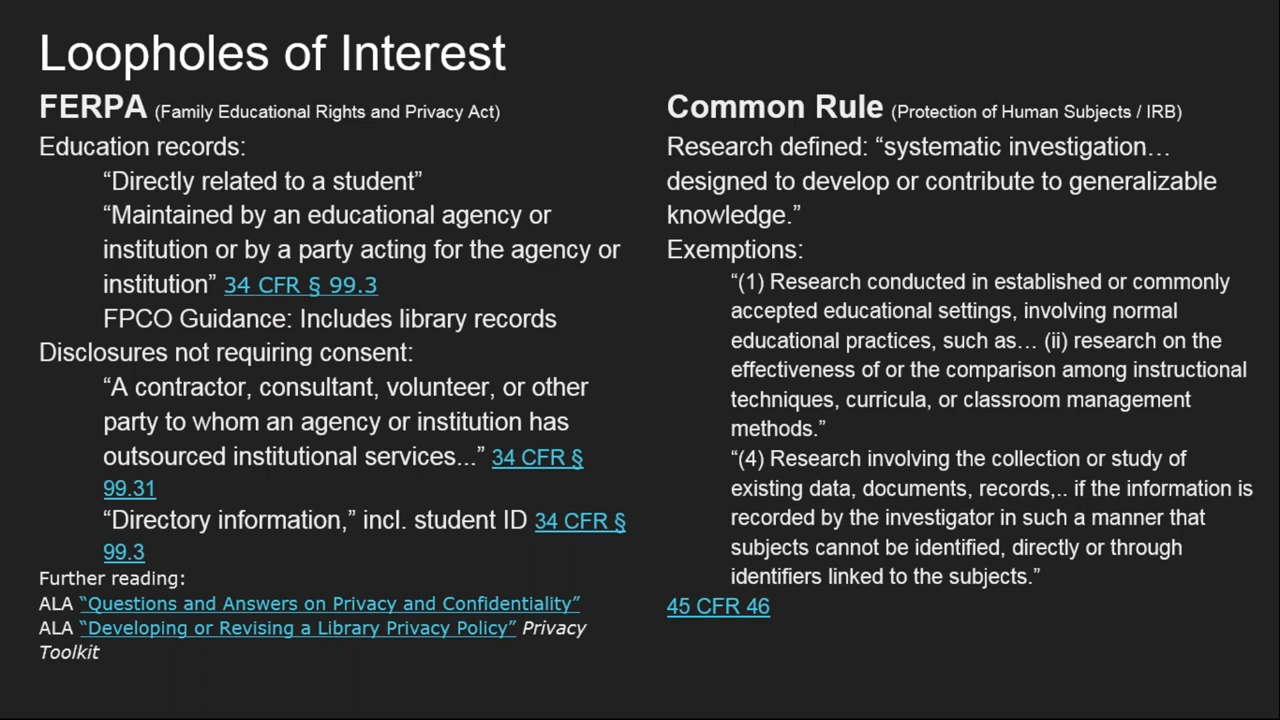 Loopholes of Interest
FERPA (Family Educational Rights and Privacy Act)
Education records:
“Directly related to a student”
“Maintained by an educational agency or
institution or by a party acting for the agency or
institution” 34 CFR § 99.3
FPCO Guidance: Includes library records
Disclosures not requiring consent:
“A contractor, consultant, volunteer, or other
party to whom an agency or institution has
outsourced institutional services...” 34 CFR §
99.31
“Directory information,” incl. student ID 34 CFR §
99.3
Further reading:
ALA “Questions and Answers on Privacy and Confidentiality”
ALA “Developing or Revising a Library Privacy Policy” Privacy
Toolkit
Common Rule (Protection of Human Subjects / IRB)
Research defined: “systematic investigation…
designed to develop or contribute to generalizable
knowledge.”
Exemptions:
“(1) Research conducted in established or commonly
accepted educational settings, involving normal
educational practices, such as… (ii) research on the
effectiveness of or the comparison among instructional
techniques, curricula, or classroom management
methods.”
“(4) Research involving the collection or study of
existing data, documents, records,.. if the information is
recorded by the investigator in such a manner that
subjects cannot be identified, directly or through
identifiers linked to the subjects.”
45 CFR 46